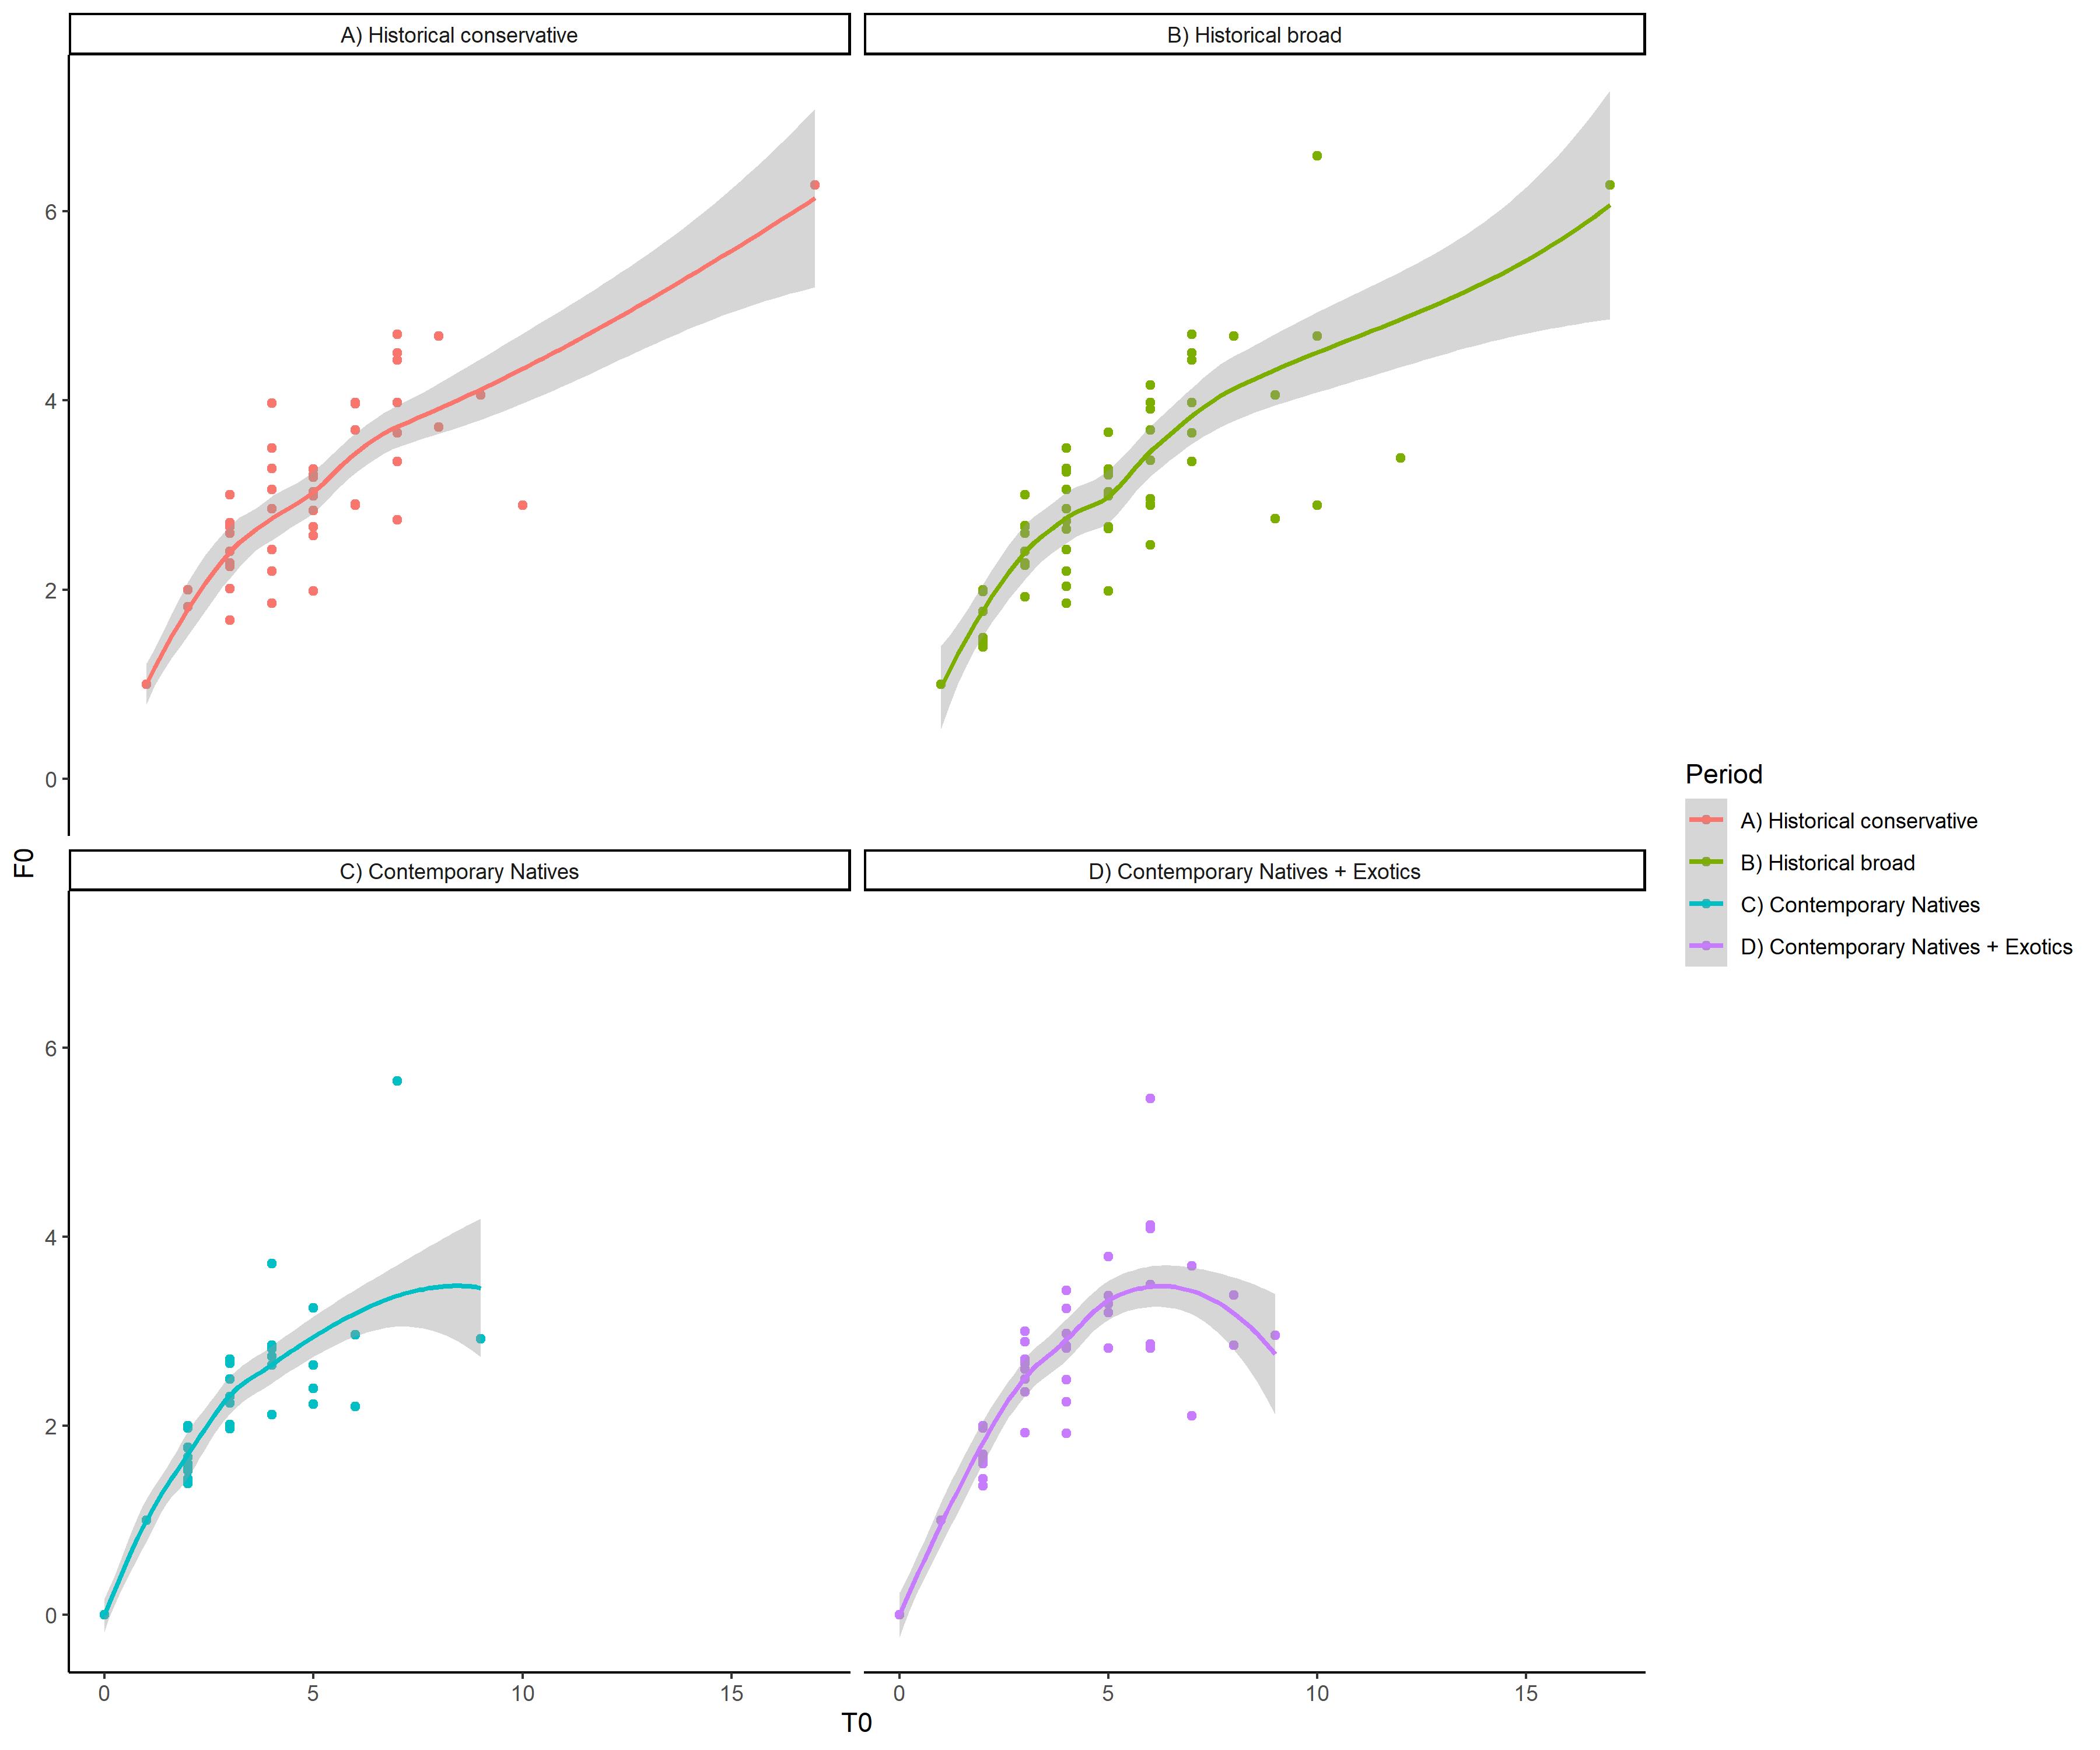 A) Historical conservative
B) Historical broad
6
4
2
0
F0
C) Contemporary Natives
D) Contemporary Natives + Exotics
6
4
2
0
0
5
10
15
0
5
10
15
T0
Period
A) Historical conservative
B) Historical broad
C) Contemporary Natives
D) Contemporary Natives + Exotics